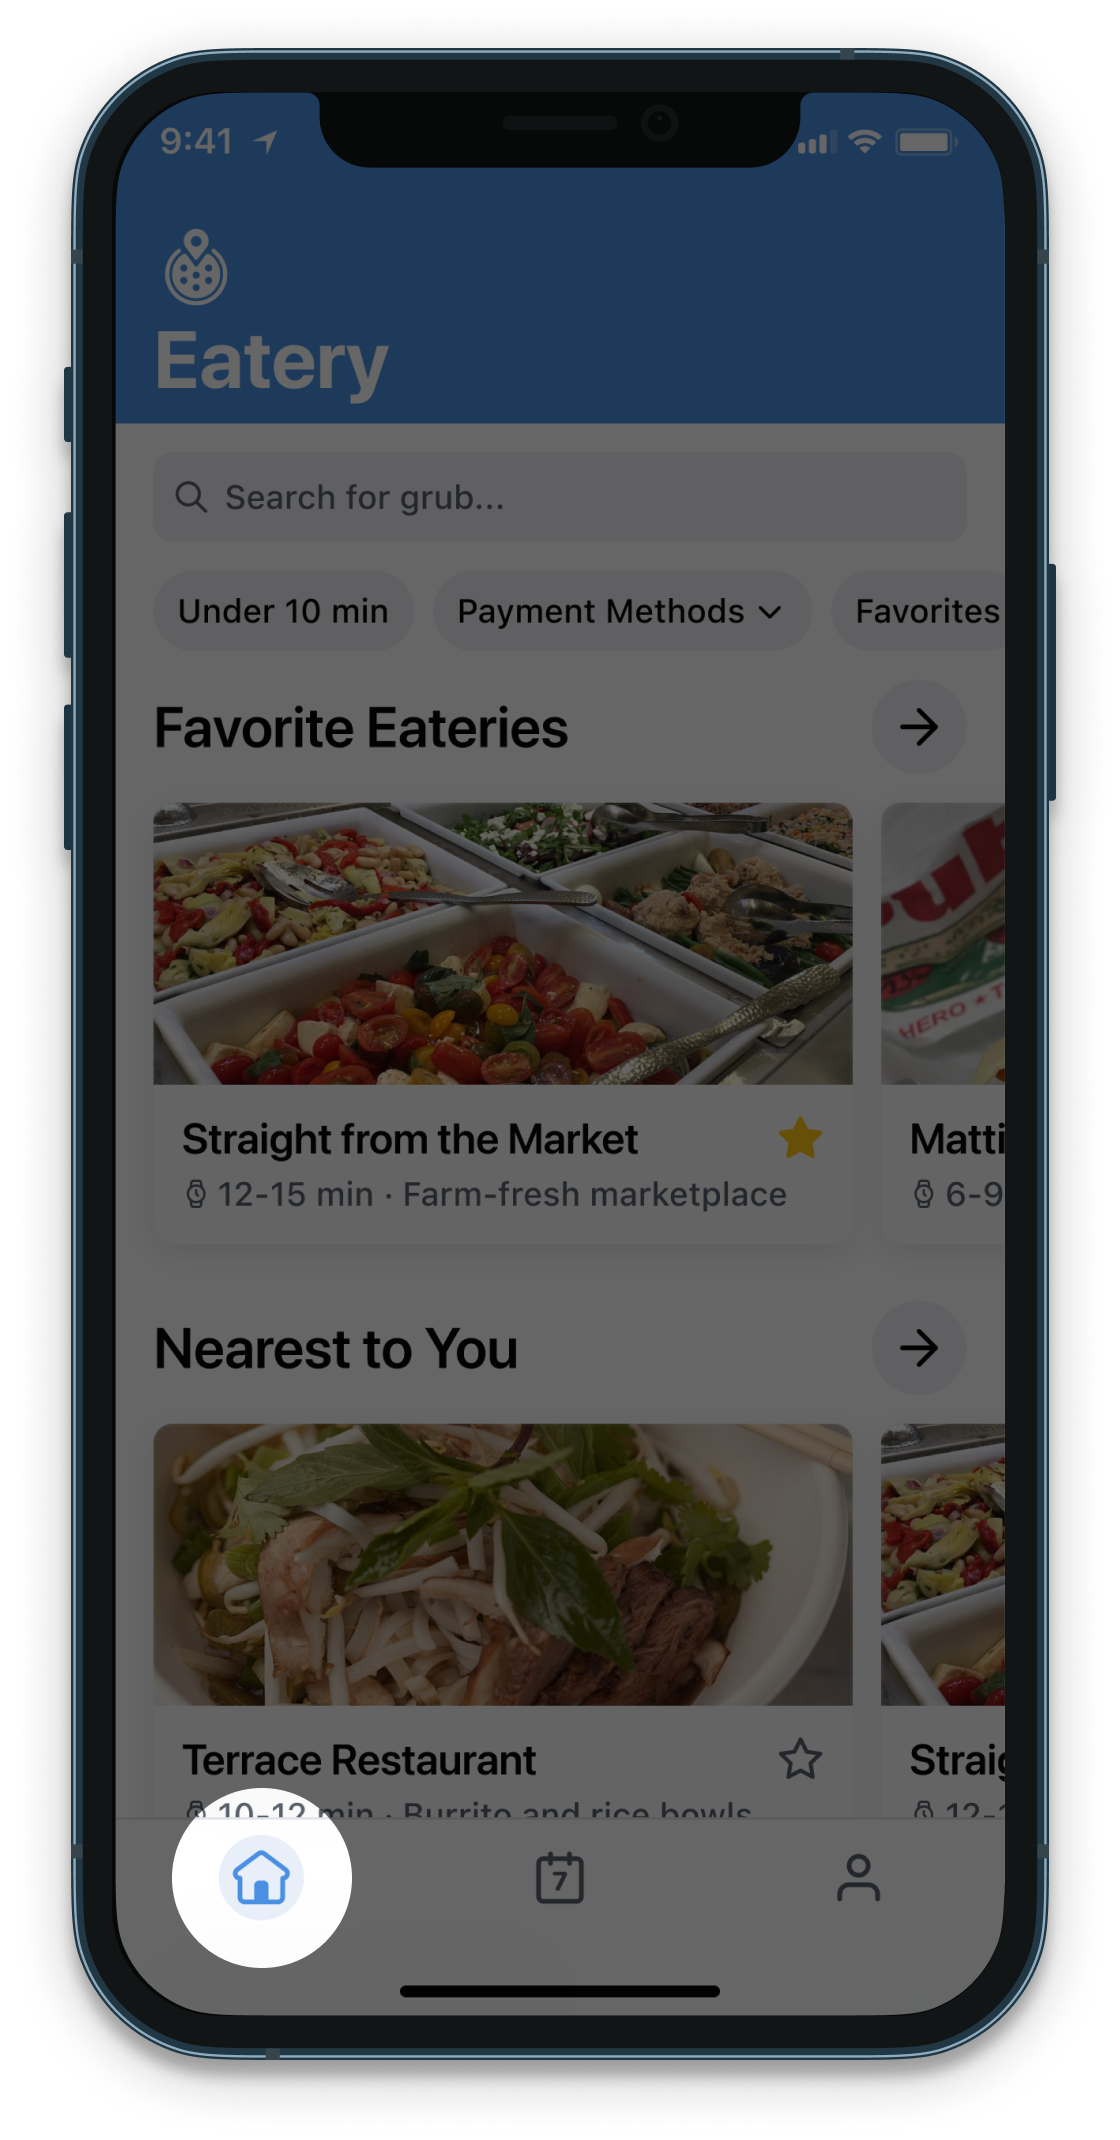 9:41
Eatery
Search for grub...
Under 10 min
Payment Methods
Favorites
Favorite Eateries
HERO ★ T
Straight from the Market
12-15 min · Farm-fresh marketplace
Matti
6-9
Nearest to You
Terrace Restaurant
10-12 min · Burrito and rice bowls
Straig
12-
7